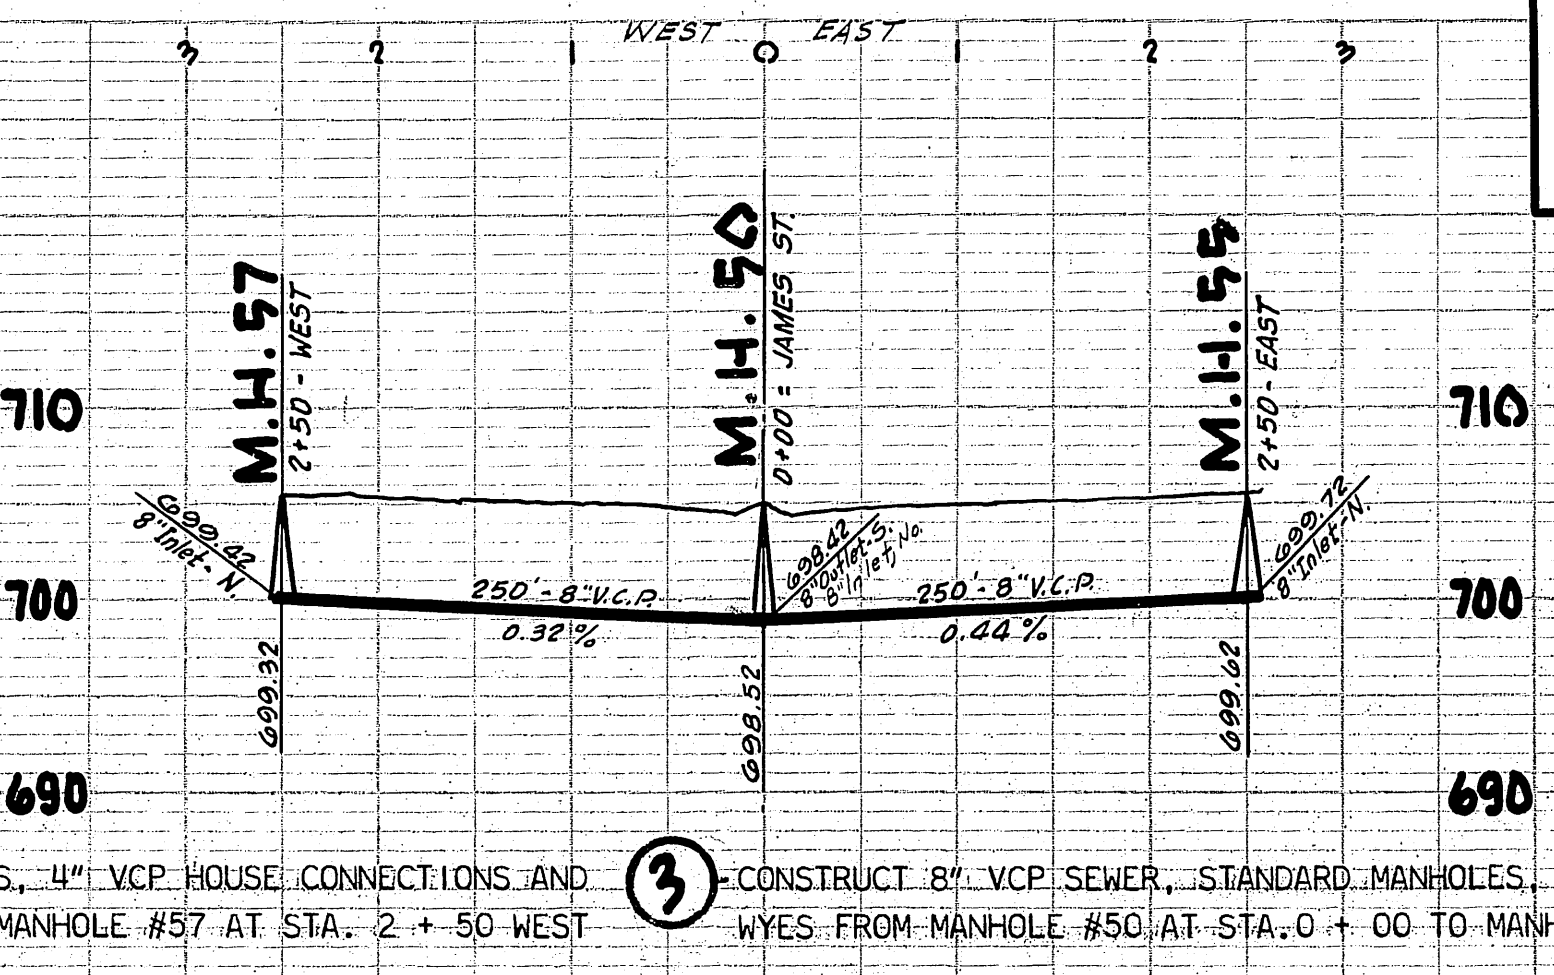 WEST EAST
3 2 1 0 1 2 3
M.H. 57
2+50 - WEST
M.H. 50
0+00 = JAMES ST.
M.H. 55
2+50 - EAST
710 710
699.42
8" Inlet - N.
698.42
8" Outlet - S.
8" Inlet, No.
699.72
8" Inlet - N.
700 700
250' - 8" V.C.P.
0.32 %
250' - 8" V.C.P.
0.44 %
699.32
698.52
699.62
690 690
S, 4" VCP HOUSE CONNECTIONS AND
MANHOLE #57 AT STA. 2 + 50 WEST
3
CONSTRUCT 8" VCP SEWER, STANDARD MANHOLES,
WYES FROM MANHOLE #50 AT STA. 0 + 00 TO MANH